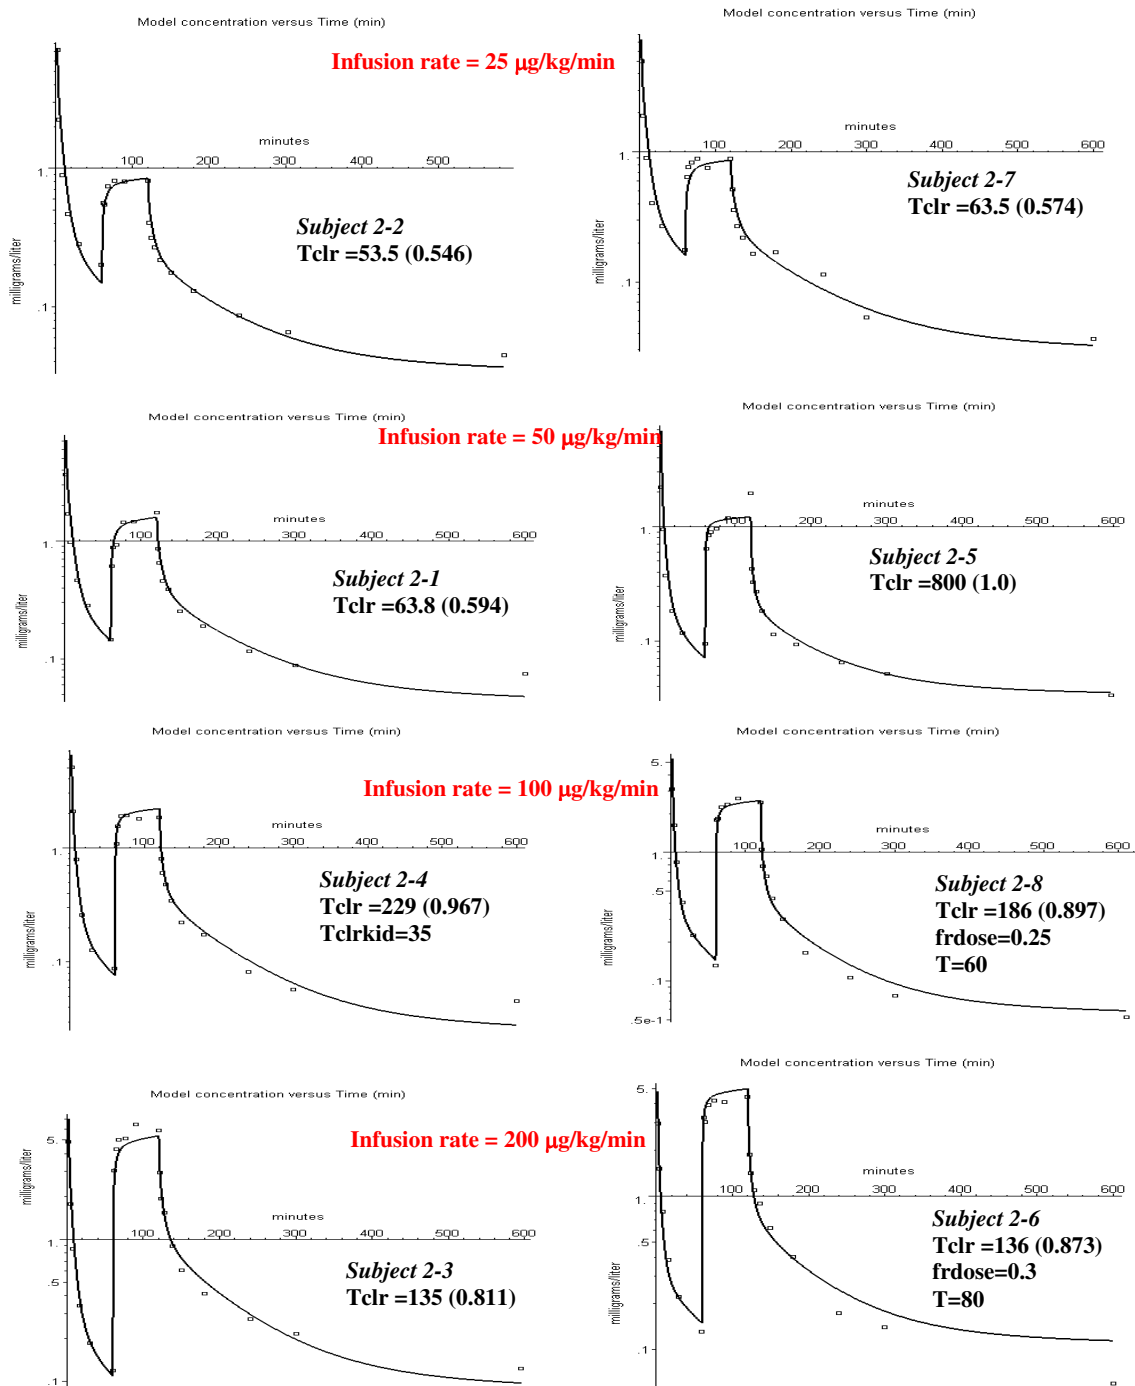 Model concentration versus Time (min)
Model concentration versus Time (min)
Infusion rate = 25 µg/kg/min
minutes
100 200 300 400 500
1.
.1
milligrams/liter
Subject 2-2
Tclr =53.5 (0.546)
minutes
100 200 300 400 500 600
1.
.1
milligrams/liter
Subject 2-7
Tclr =63.5 (0.574)
Model concentration versus Time (min)
Model concentration versus Time (min)
Infusion rate = 50 µg/kg/min
minutes
100 200 300 400 500 600
1.
.1
milligrams/liter
Subject 2-1
Tclr =63.8 (0.594)
minutes
100 200 300 400 500 600
1.
.1
milligrams/liter
Subject 2-5
Tclr =800 (1.0)
Model concentration versus Time (min)
Model concentration versus Time (min)
Infusion rate = 100 µg/kg/min
minutes
100 200 300 400 500 600
1.
.1
milligrams/liter
Subject 2-4
Tclr =229 (0.967)
Tclrkid=35
minutes
100 200 300 400 500 600
5.
1.
.5
.1
.5e-1
milligrams/liter
Subject 2-8
Tclr =186 (0.897)
frdose=0.25
T=60
Model concentration versus Time (min)
Model concentration versus Time (min)
Infusion rate = 200 µg/kg/min
minutes
100 200 300 400 500 600
5.
1.
.5
.1
milligrams/liter
Subject 2-3
Tclr =135 (0.811)
minutes
100 200 300 400 500 600
5.
1.
.5
.1
milligrams/liter
Subject 2-6
Tclr =136 (0.873)
frdose=0.3
T=80